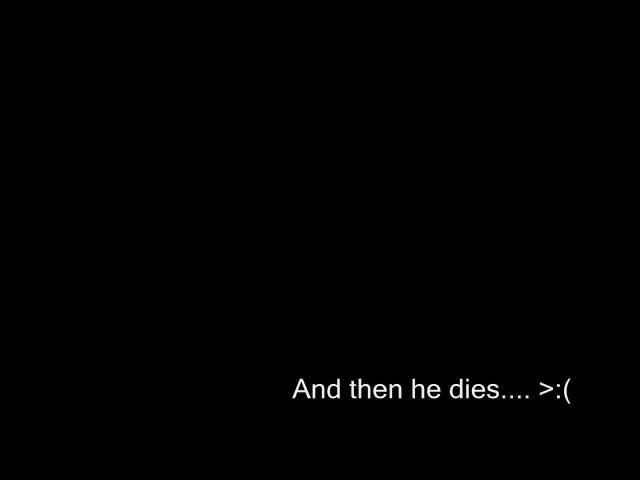 And then he dies.... >:(